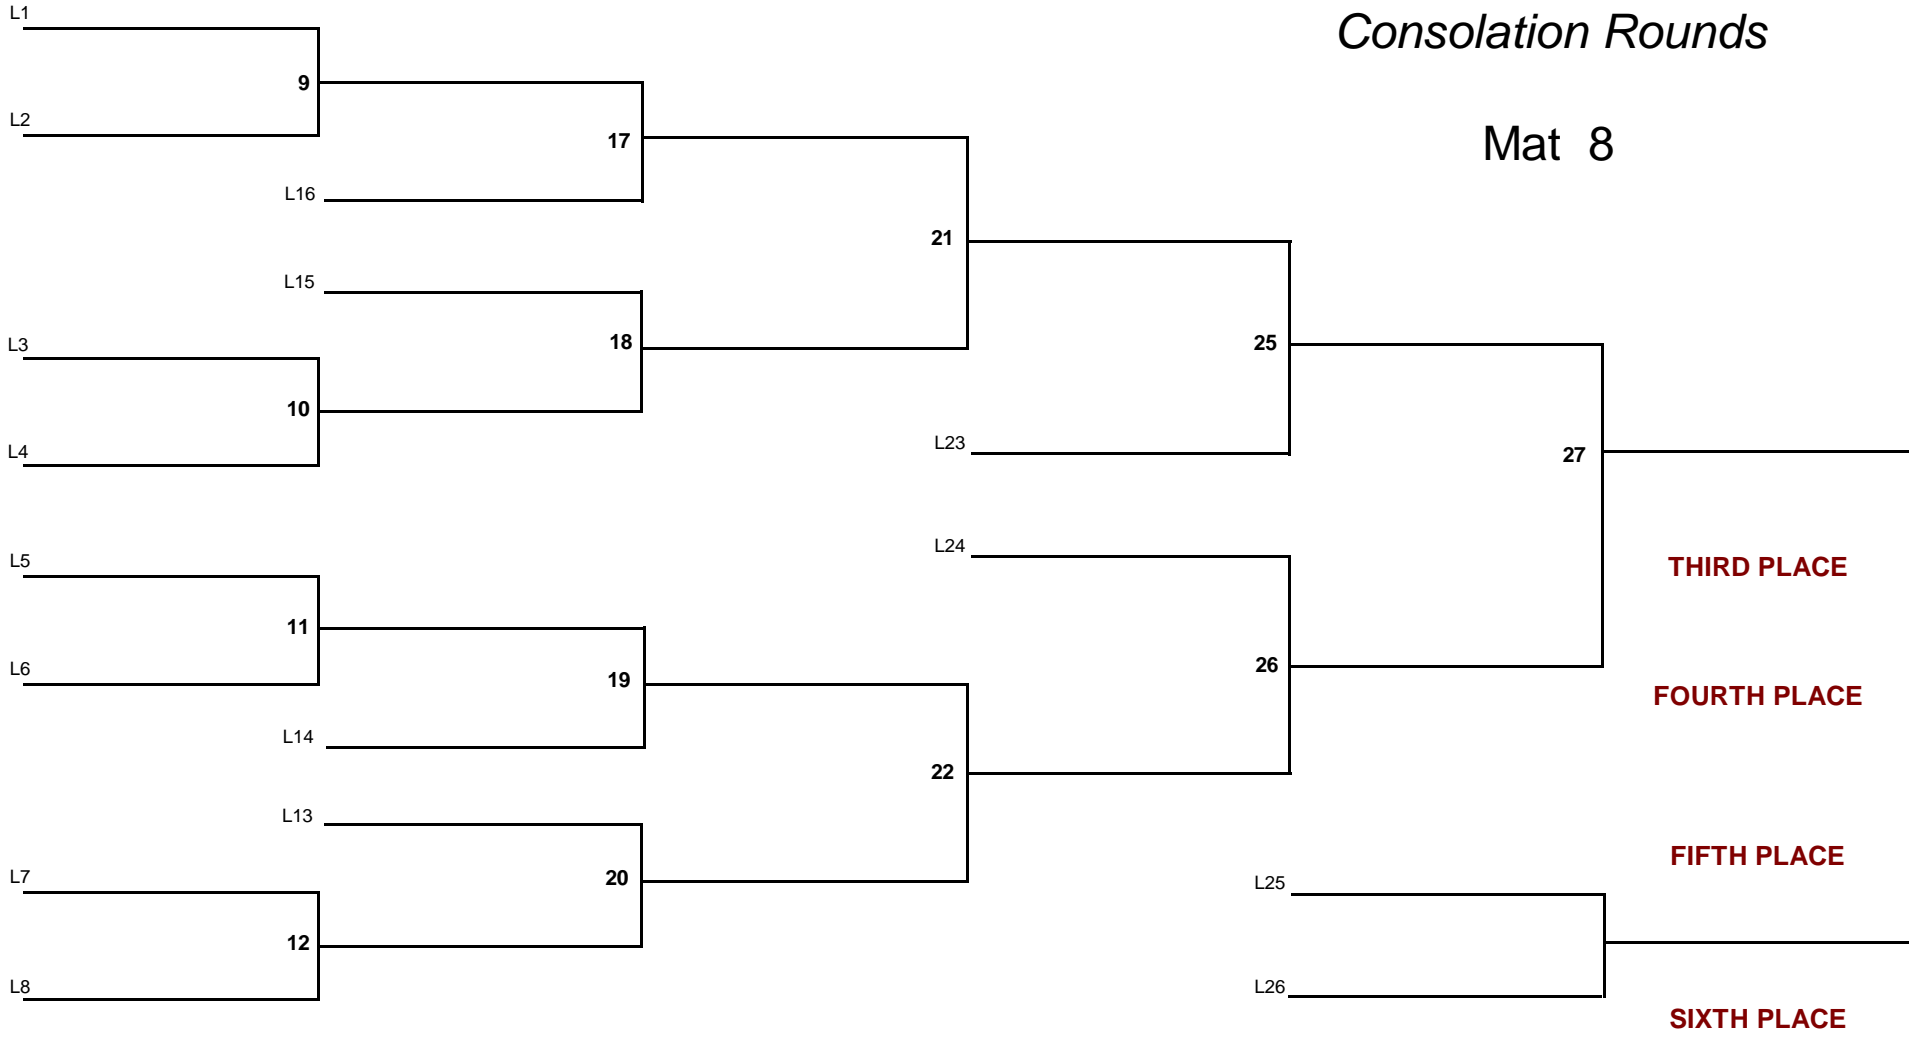 L1
Consolation Rounds
9
L2
17
Mat 8
L16
21
L15
L3
18
25
10
L23
L4
27
L24
L5
THIRD PLACE
11
L6
26
19
FOURTH PLACE
L14
22
L13
FIFTH PLACE
L7
20
L25
12
L8
L26
SIXTH PLACE